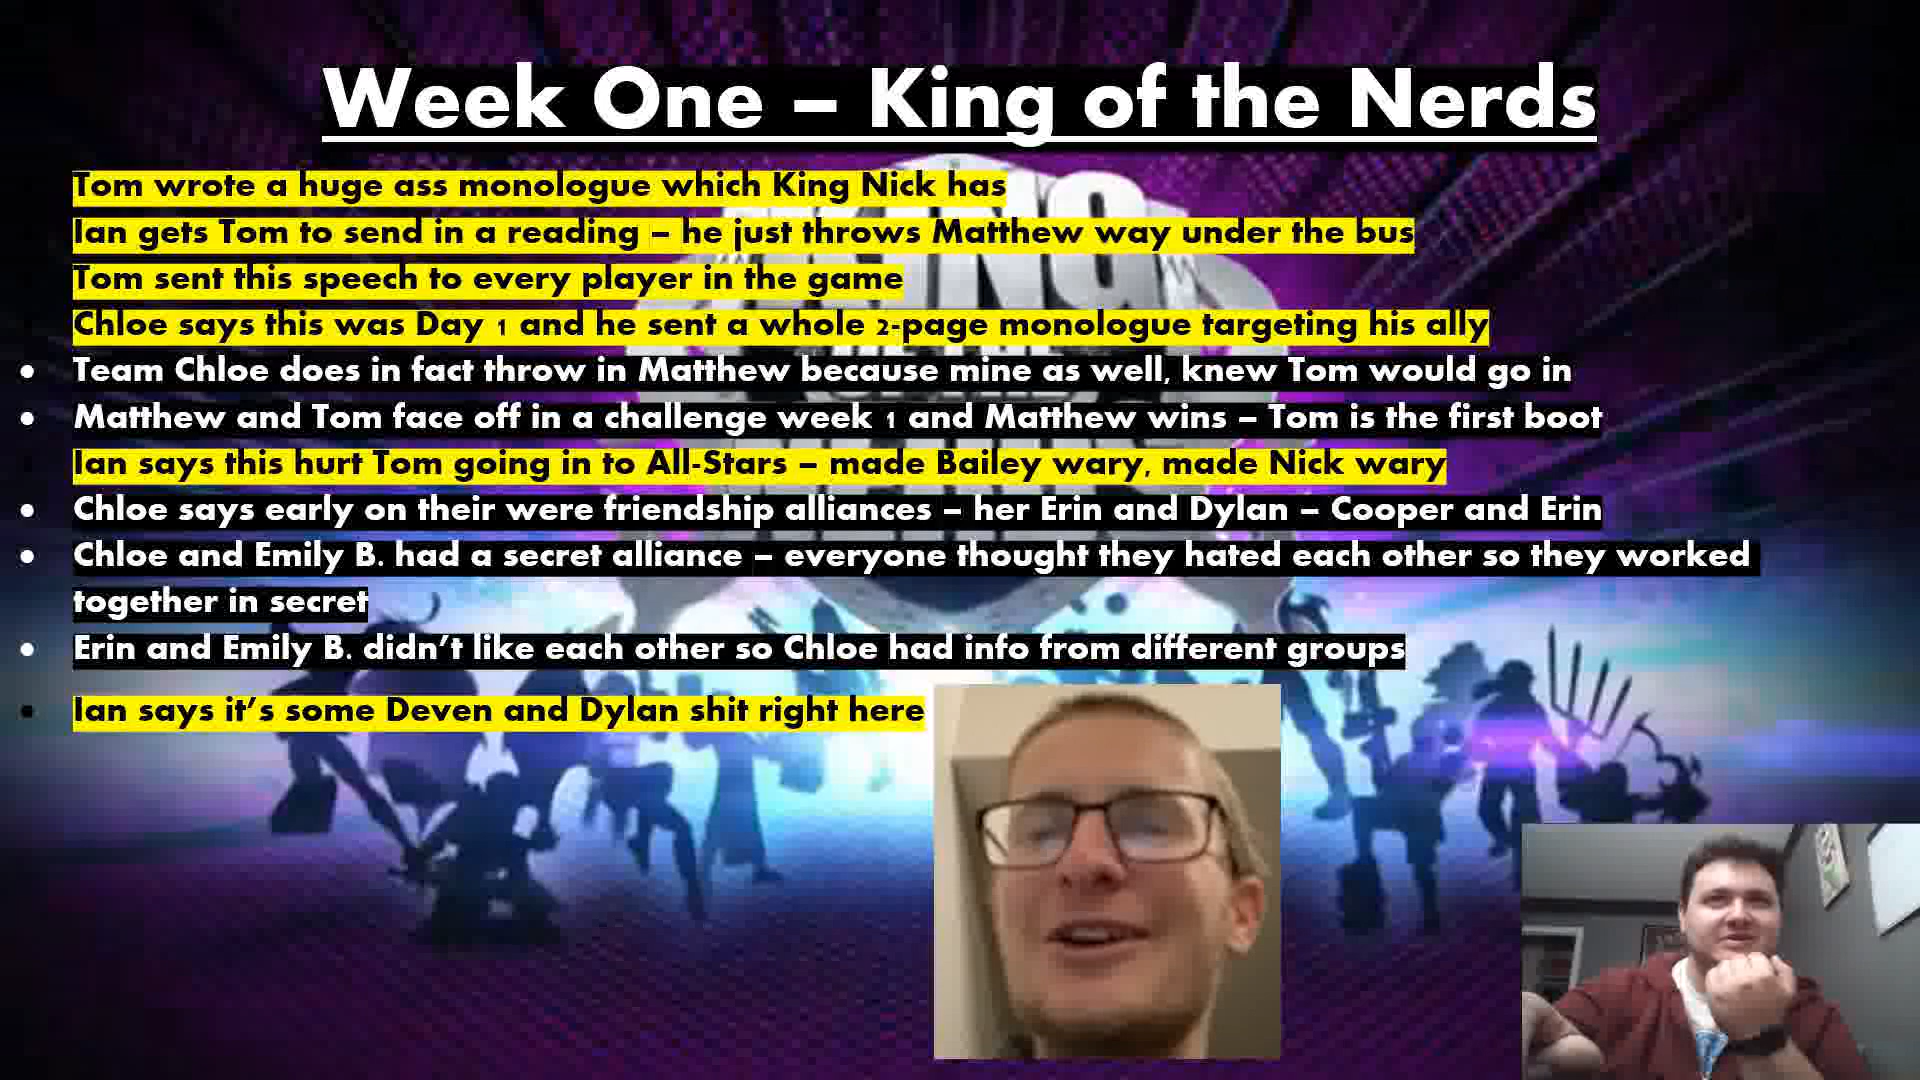 Week One – King of the Nerds
Tom wrote a huge ass monologue which King Nick has
Ian gets Tom to send in a reading – he just throws Matthew way under the bus
Tom sent this speech to every player in the game
Chloe says this was Day 1 and he sent a whole 2-page monologue targeting his ally
• Team Chloe does in fact throw in Matthew because mine as well, knew Tom would go in
• Matthew and Tom face off in a challenge week 1 and Matthew wins – Tom is the first boot
Ian says this hurt Tom going in to All-Stars – made Bailey wary, made Nick wary
• Chloe says early on their were friendship alliances – her Erin and Dylan – Cooper and Erin
• Chloe and Emily B. had a secret alliance – everyone thought they hated each other so they worked
together in secret
• Erin and Emily B. didn’t like each other so Chloe had info from different groups
• Ian says it’s some Deven and Dylan shit right here
KING